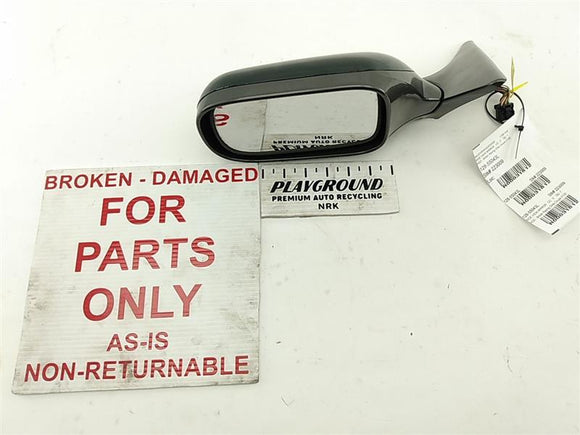 BROKEN - DAMAGED
FOR
PARTS
ONLY
AS-IS
NON-RETURNABLE
PLAYGROUND
PREMIUM AUTO RECYCLING
NRK